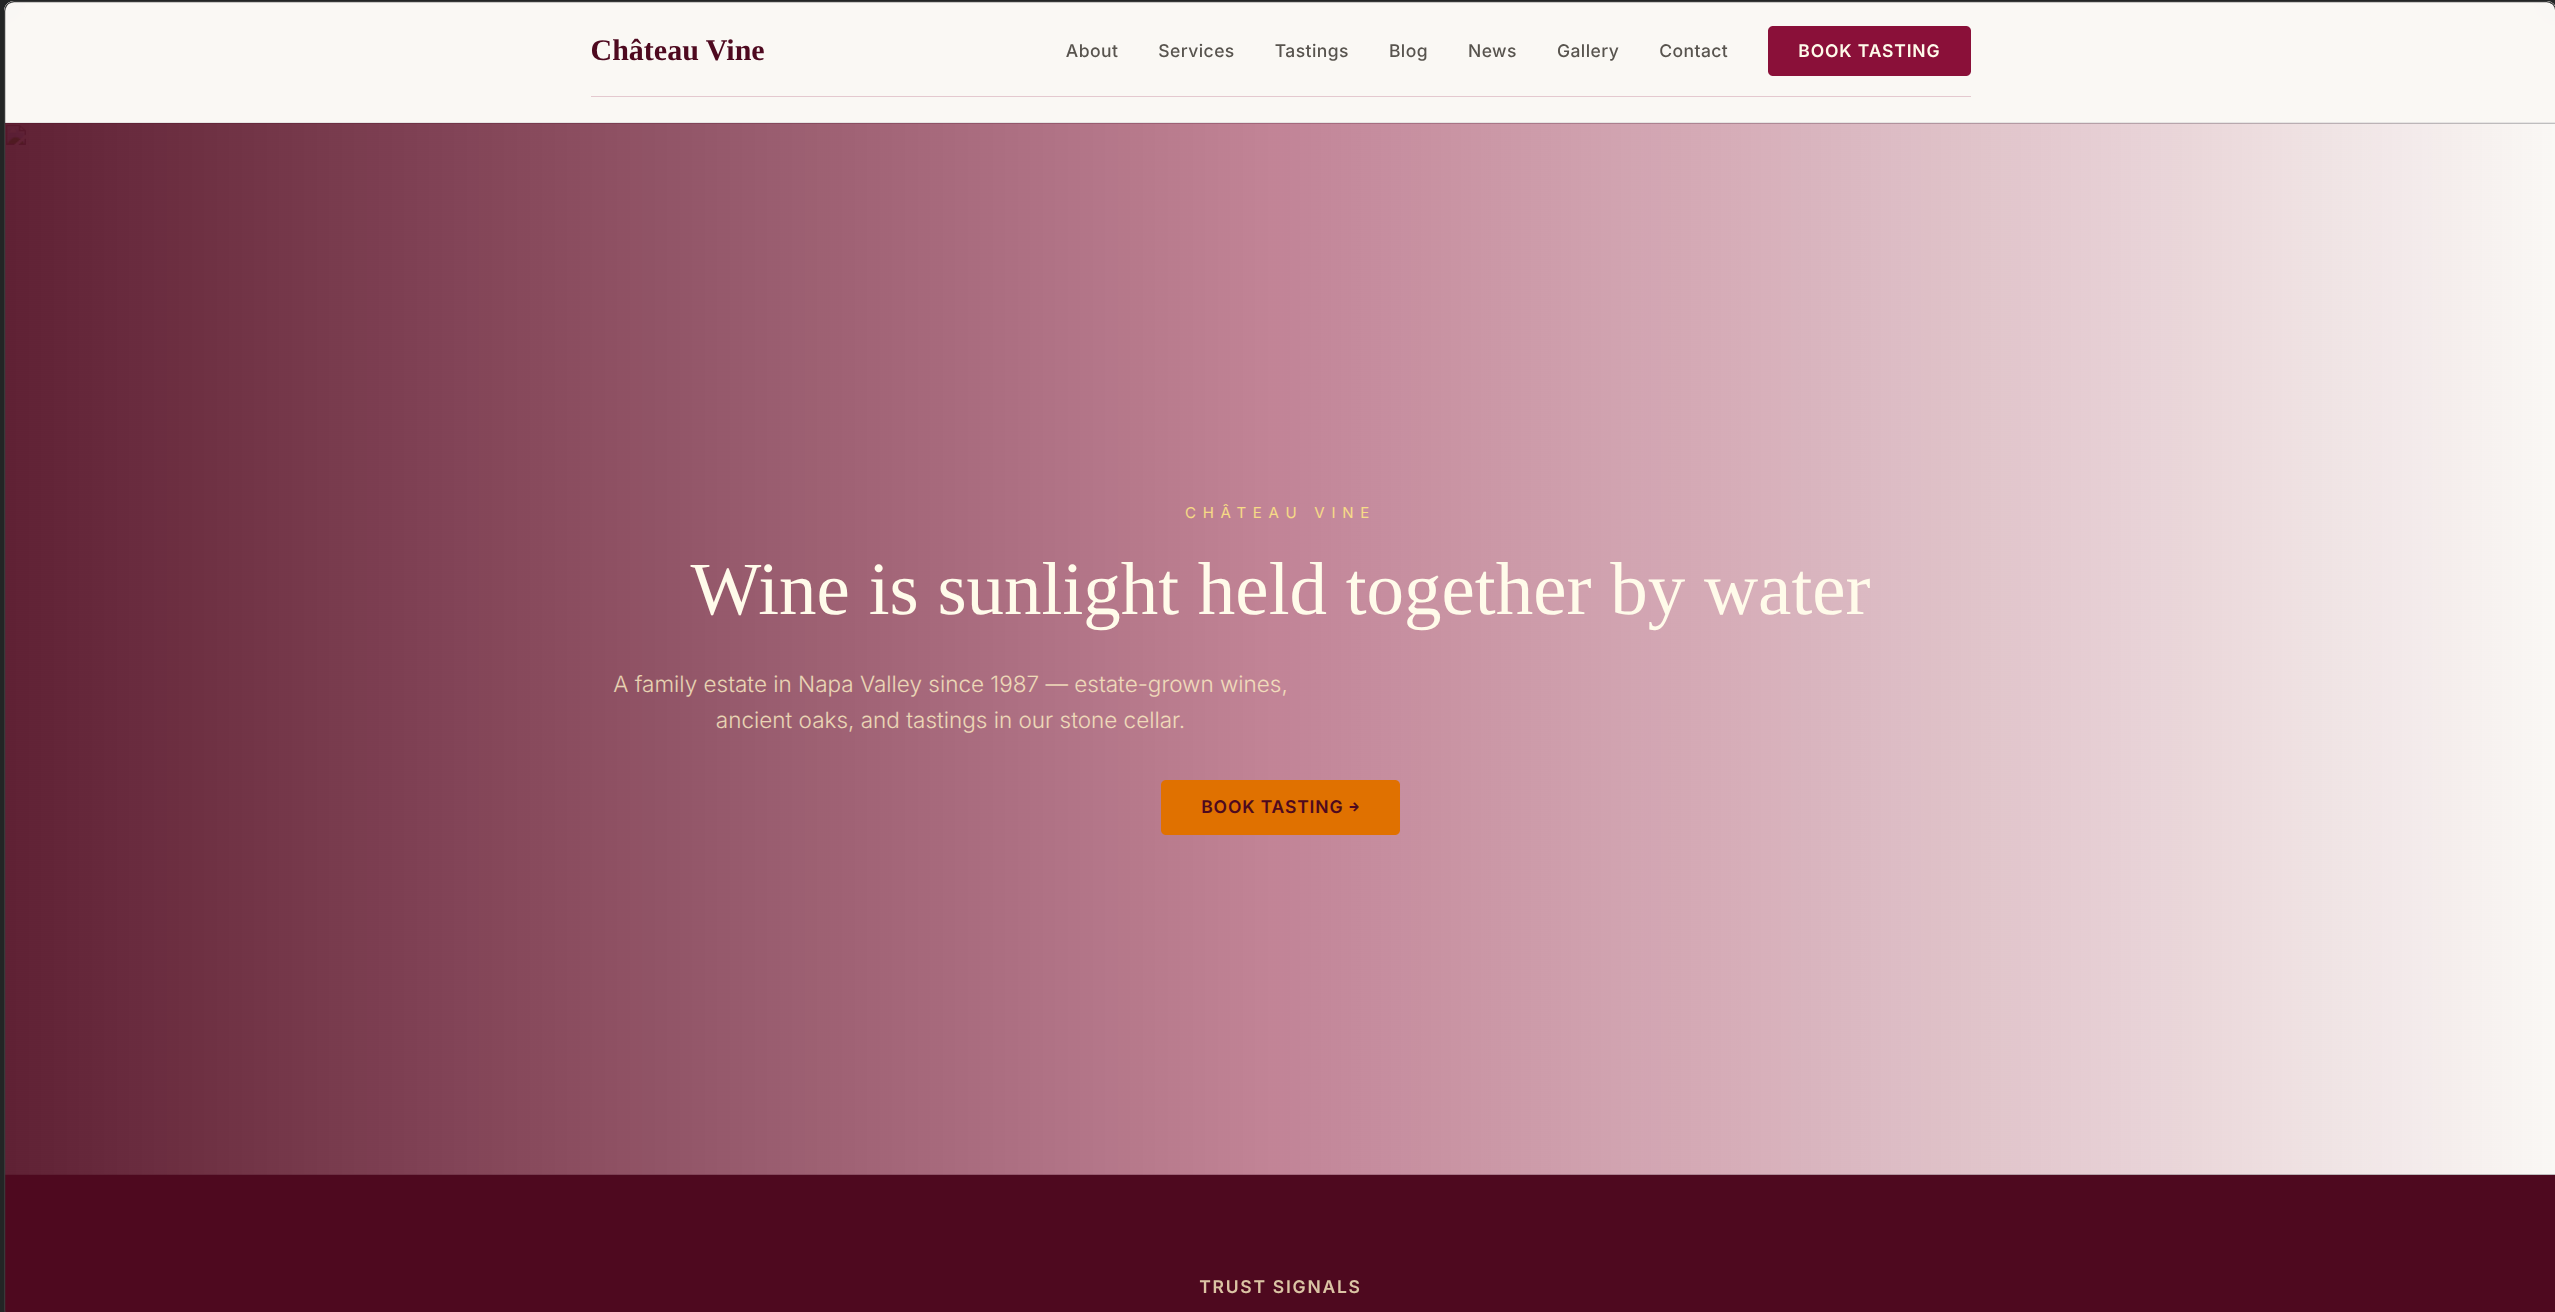 Château Vine
About Services Tastings Blog News Gallery Contact BOOK TASTING
CHÂTEAU VINE
Wine is sunlight held together by water
A family estate in Napa Valley since 1987 — estate-grown wines,
ancient oaks, and tastings in our stone cellar.
BOOK TASTING →
TRUST SIGNALS